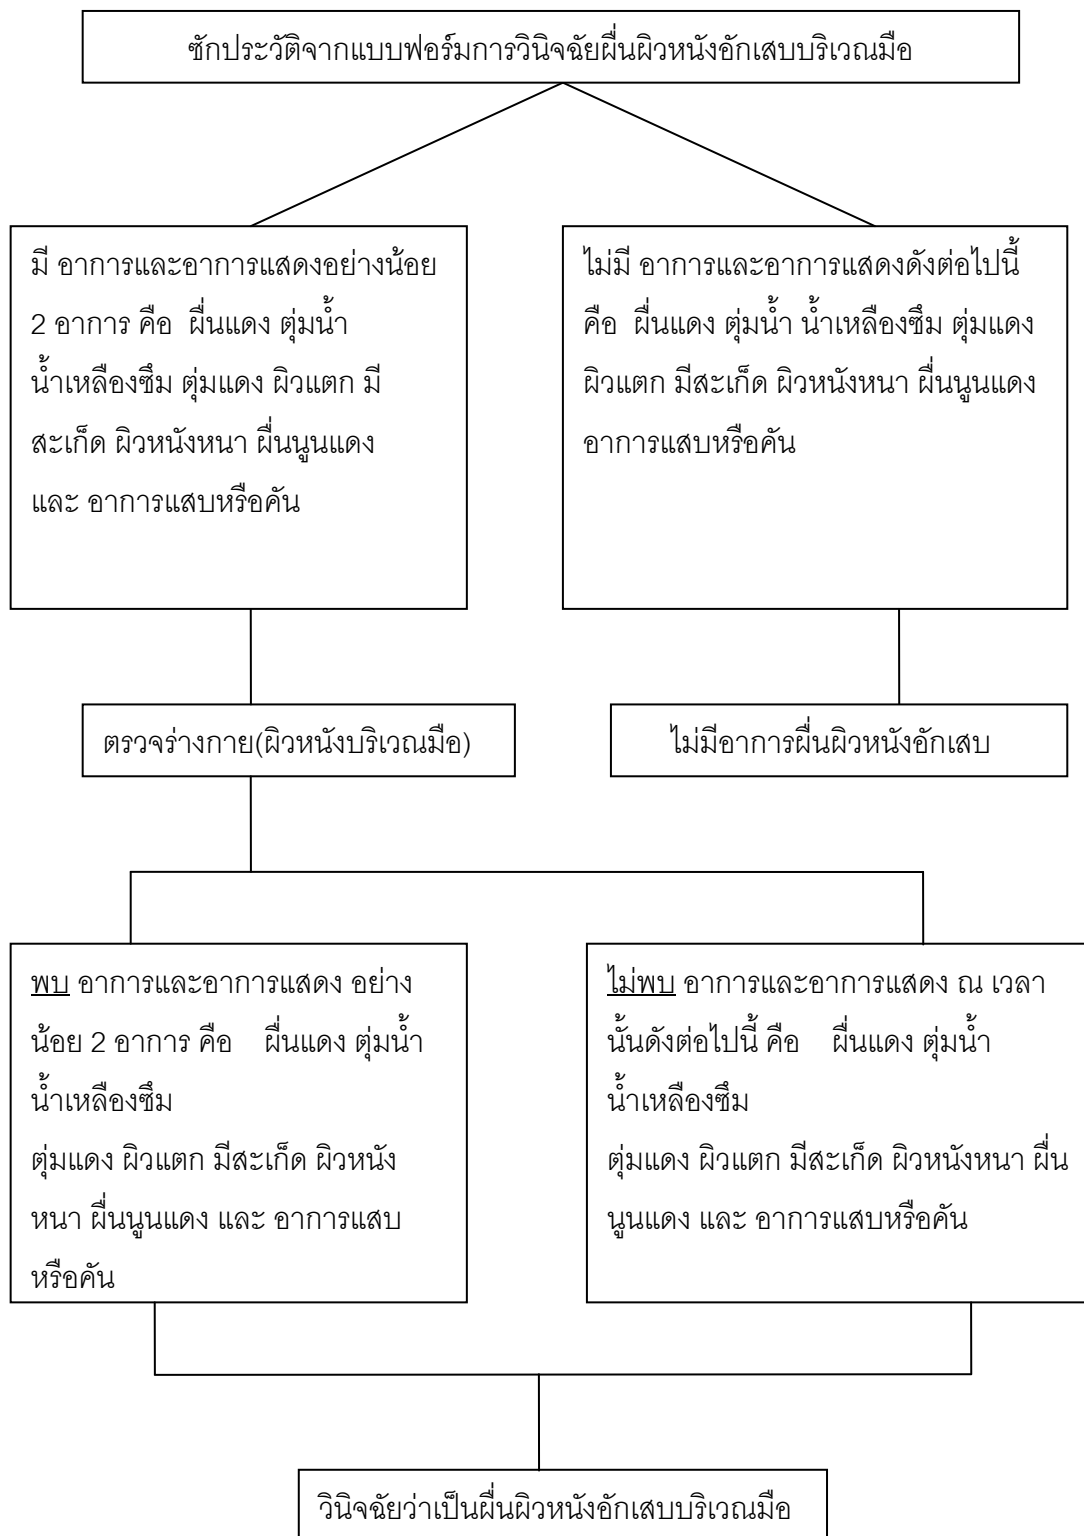 ซักประวัติจากแบบฟอร์มการวินิจฉัยผื่นผิวหนังอักเสบบริเวณมือ
มี อาการและอาการแสดงอย่างน้อย
2 อาการ คือ ผื่นแดง ตุ่มน้ำ
น้ำเหลืองซึม ตุ่มแดง ผิวแตก มี
สะเก็ด ผิวหนังหนา ผื่นนูนแดง
และ อาการแสบหรือคัน
ไม่มี อาการและอาการแสดงดังต่อไปนี้
คือ ผื่นแดง ตุ่มน้ำ น้ำเหลืองซึม ตุ่มแดง
ผิวแตก มีสะเก็ด ผิวหนังหนา ผื่นนูนแดง
อาการแสบหรือคัน
ตรวจร่างกาย(ผิวหนังบริเวณมือ)
ไม่มีอาการผื่นผิวหนังอักเสบ
พบ อาการและอาการแสดง อย่าง
น้อย 2 อาการ คือ ผื่นแดง ตุ่มน้ำ
น้ำเหลืองซึม
ตุ่มแดง ผิวแตก มีสะเก็ด ผิวหนัง
หนา ผื่นนูนแดง และ อาการแสบ
หรือคัน
ไม่พบ อาการและอาการแสดง ณ เวลา
นั้นดังต่อไปนี้ คือ ผื่นแดง ตุ่มน้ำ
น้ำเหลืองซึม
ตุ่มแดง ผิวแตก มีสะเก็ด ผิวหนังหนา ผื่น
นูนแดง และ อาการแสบหรือคัน
วินิจฉัยว่าเป็นผื่นผิวหนังอักเสบบริเวณมือ